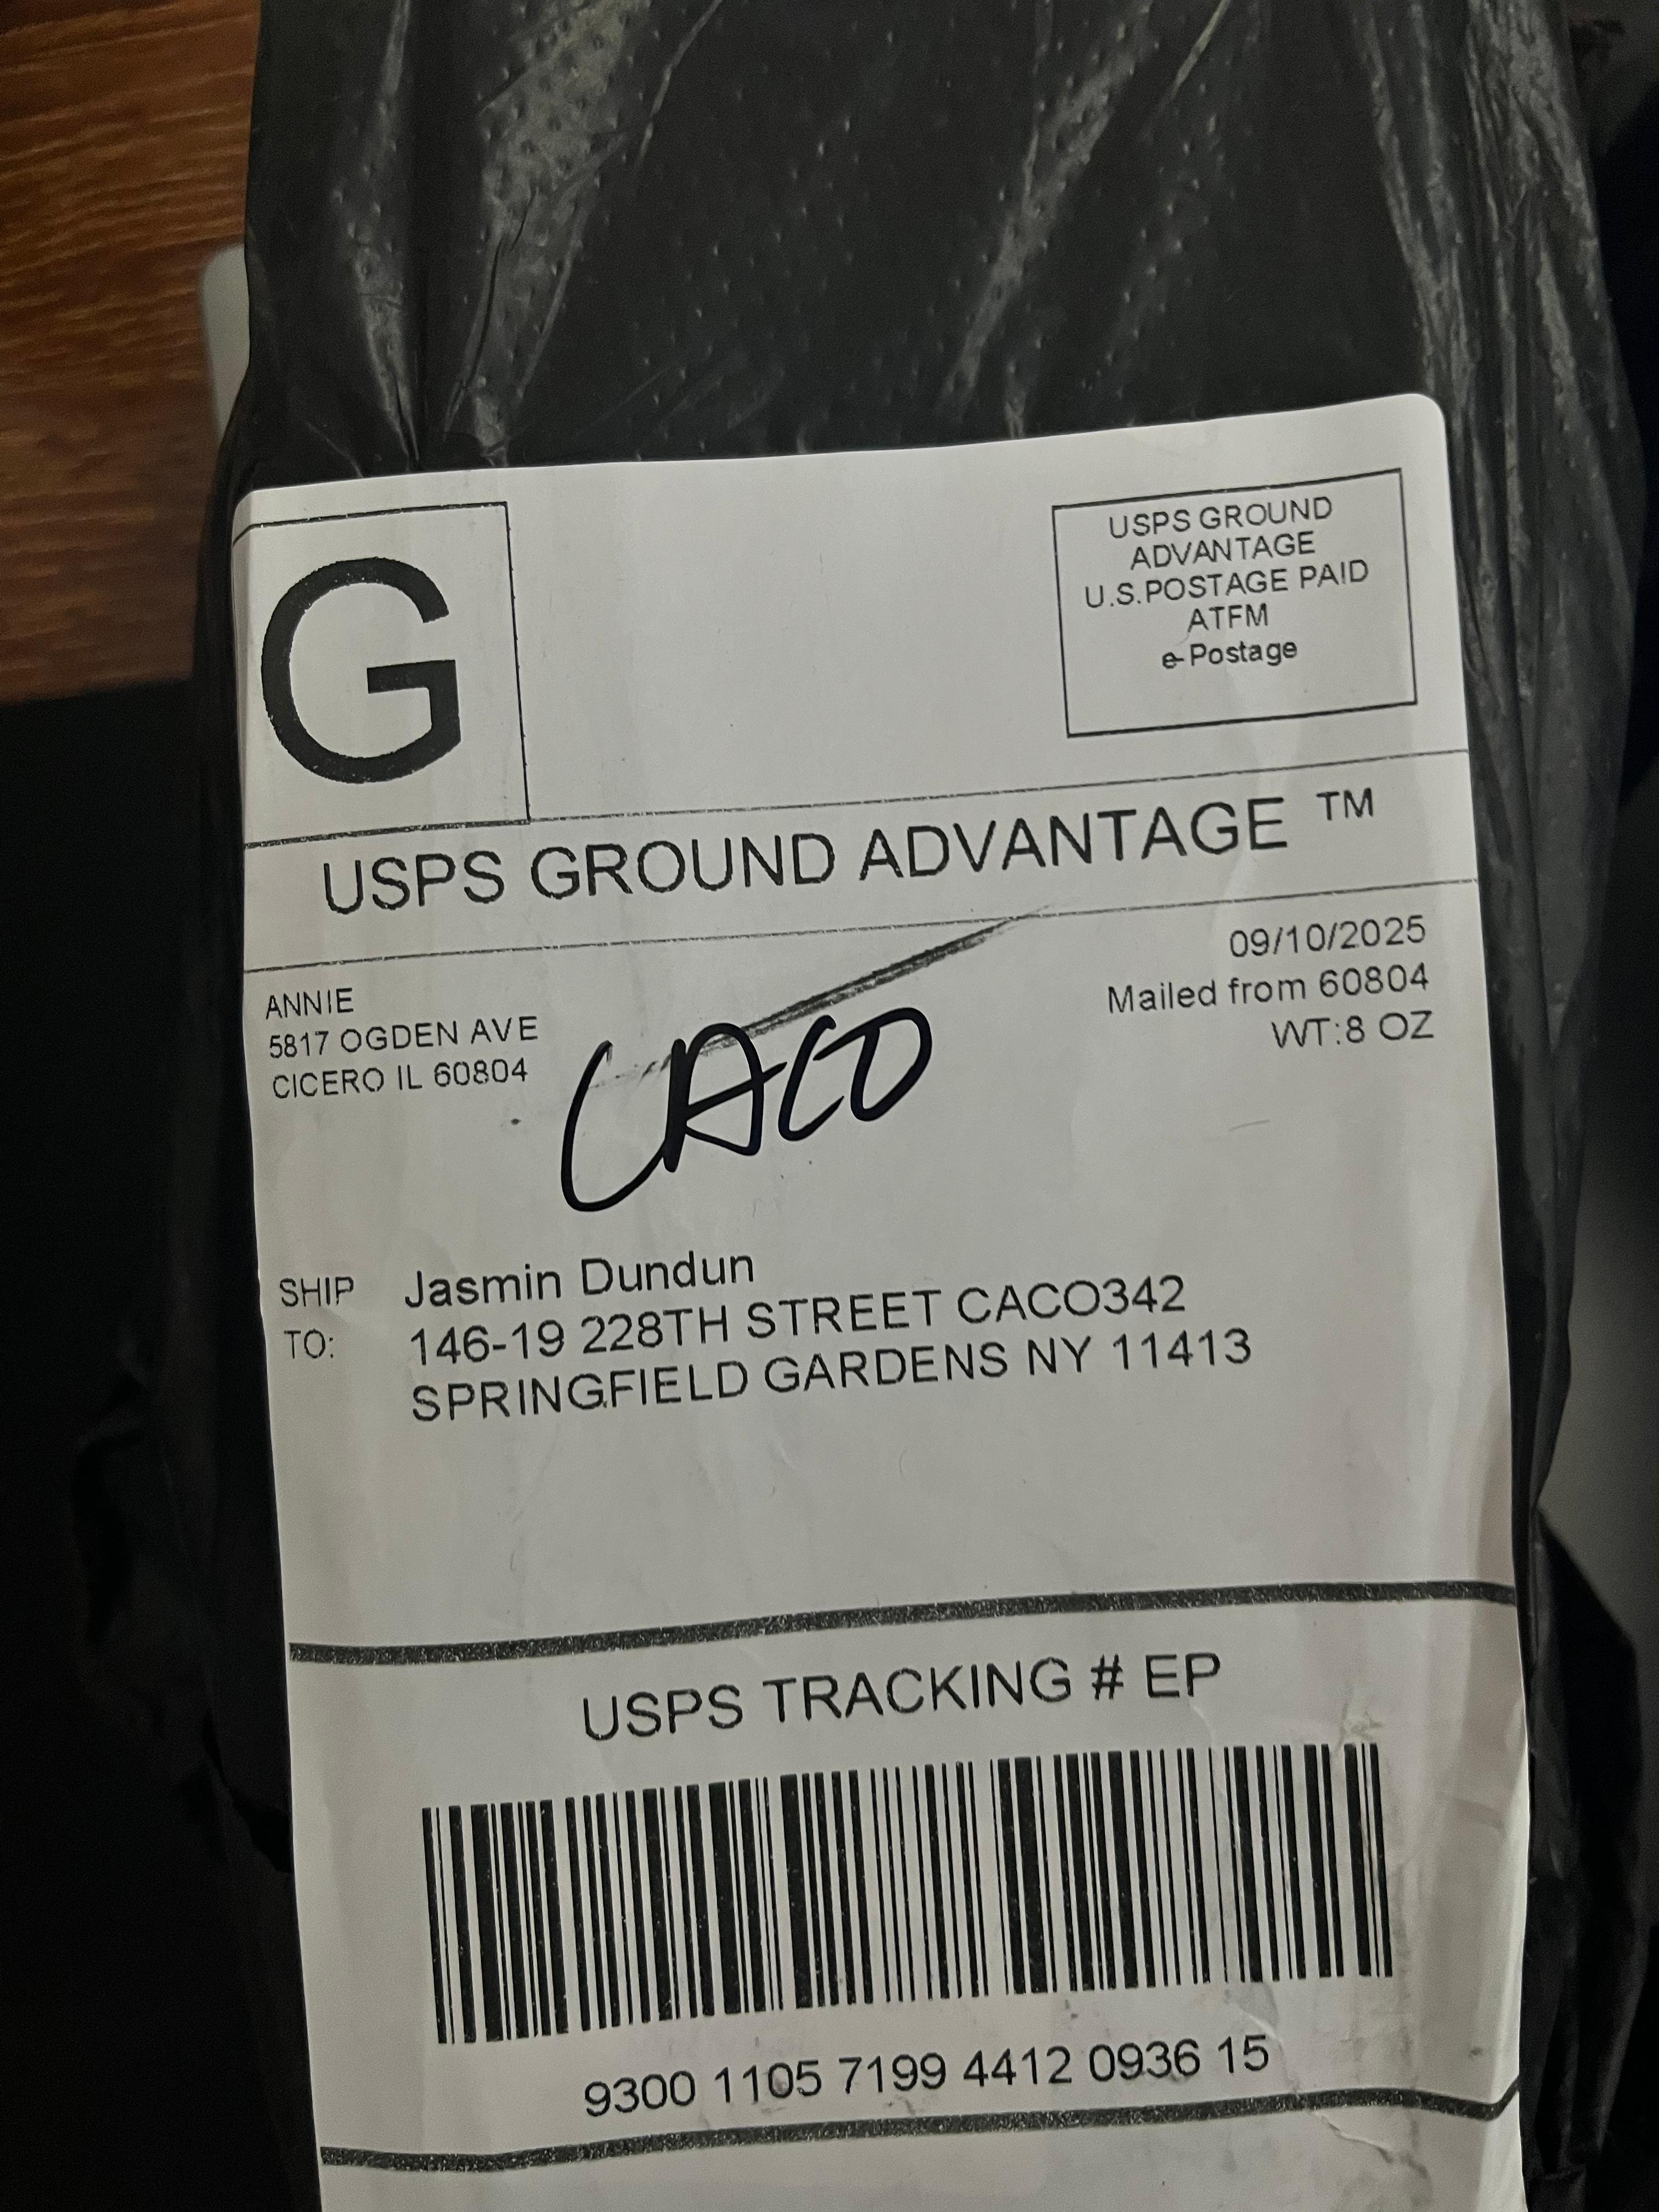 G
USPS GROUND
ADVANTAGE
U.S.POSTAGE PAID
ATFM
e-Postage
USPS GROUND ADVANTAGE ™
09/10/2025
Mailed from 60804
WT:8 OZ
ANNIE
5817 OGDEN AVE
CICERO IL 60804
CACO
SHIP TO:
Jasmin Dundun
146-19 228TH STREET CACO342
SPRINGFIELD GARDENS NY 11413
USPS TRACKING # EP
9300 1105 7199 4412 0936 15